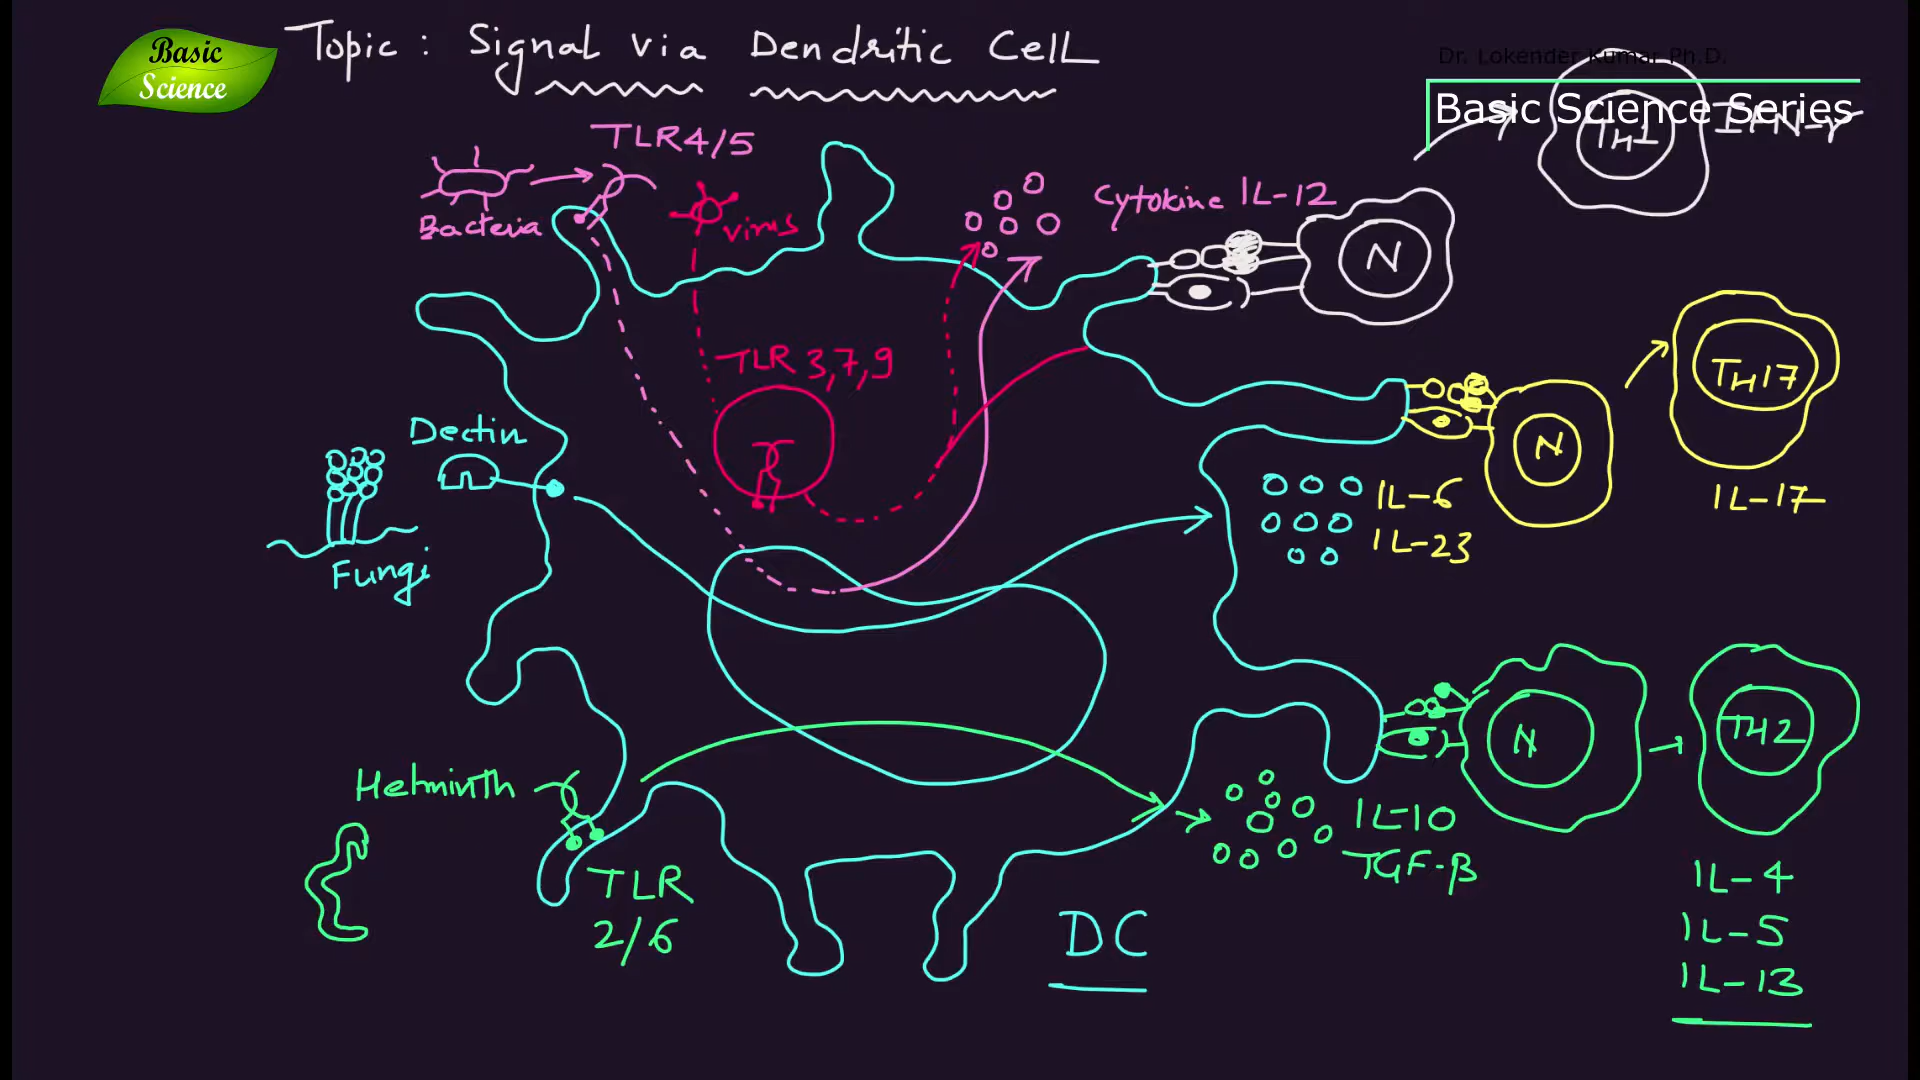 Basic
Science
Topic : Signal via Dendritic Cell
Dr. Lokender Kumar Ph.D.
Basic Science Series
TH1
IFN-γ
TLR4/5
Bacteria
virus
Cytokine IL-12
N
TLR 3,7,9
TH17
IL-17
Dectin
Fungi
N
IL-6
IL-23
Helminth
TLR
2/6
N
TH2
IL-10
TGF-β
IL-4
IL-5
IL-13
DC